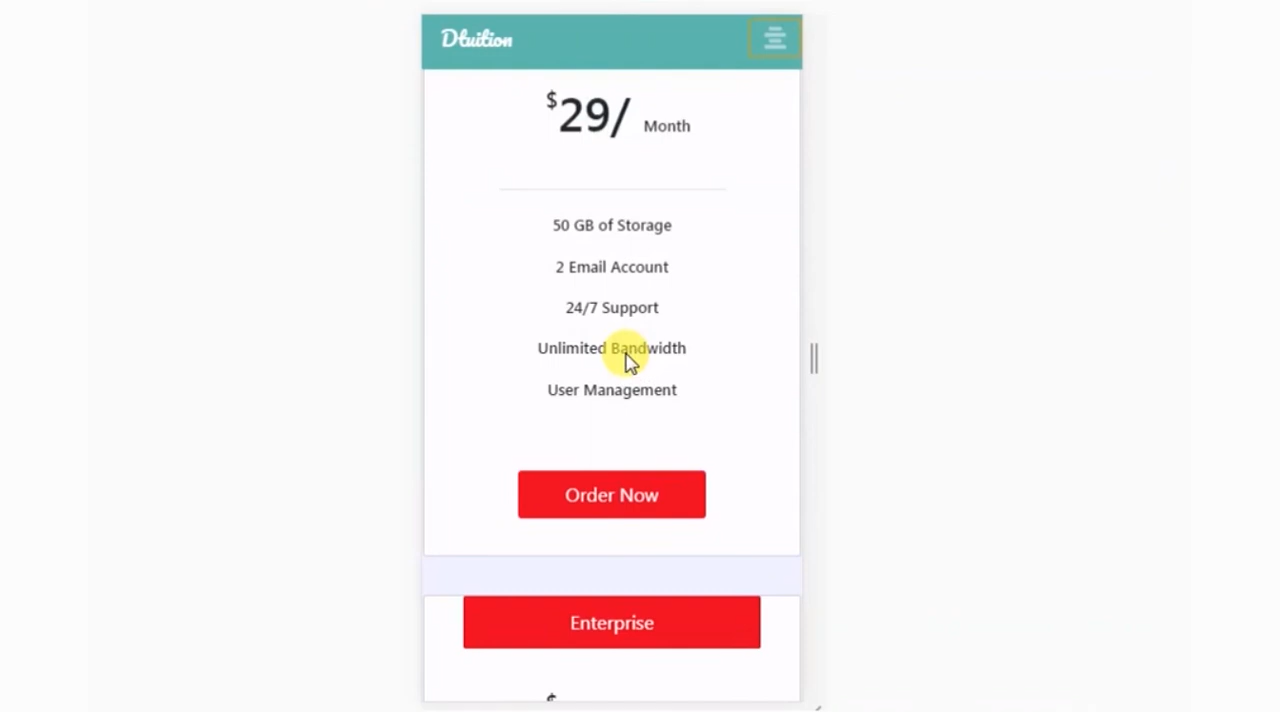 Dtuition
$29/ Month
50 GB of Storage
2 Email Account
24/7 Support
Unlimited Bandwidth
User Management
Order Now
Enterprise
$